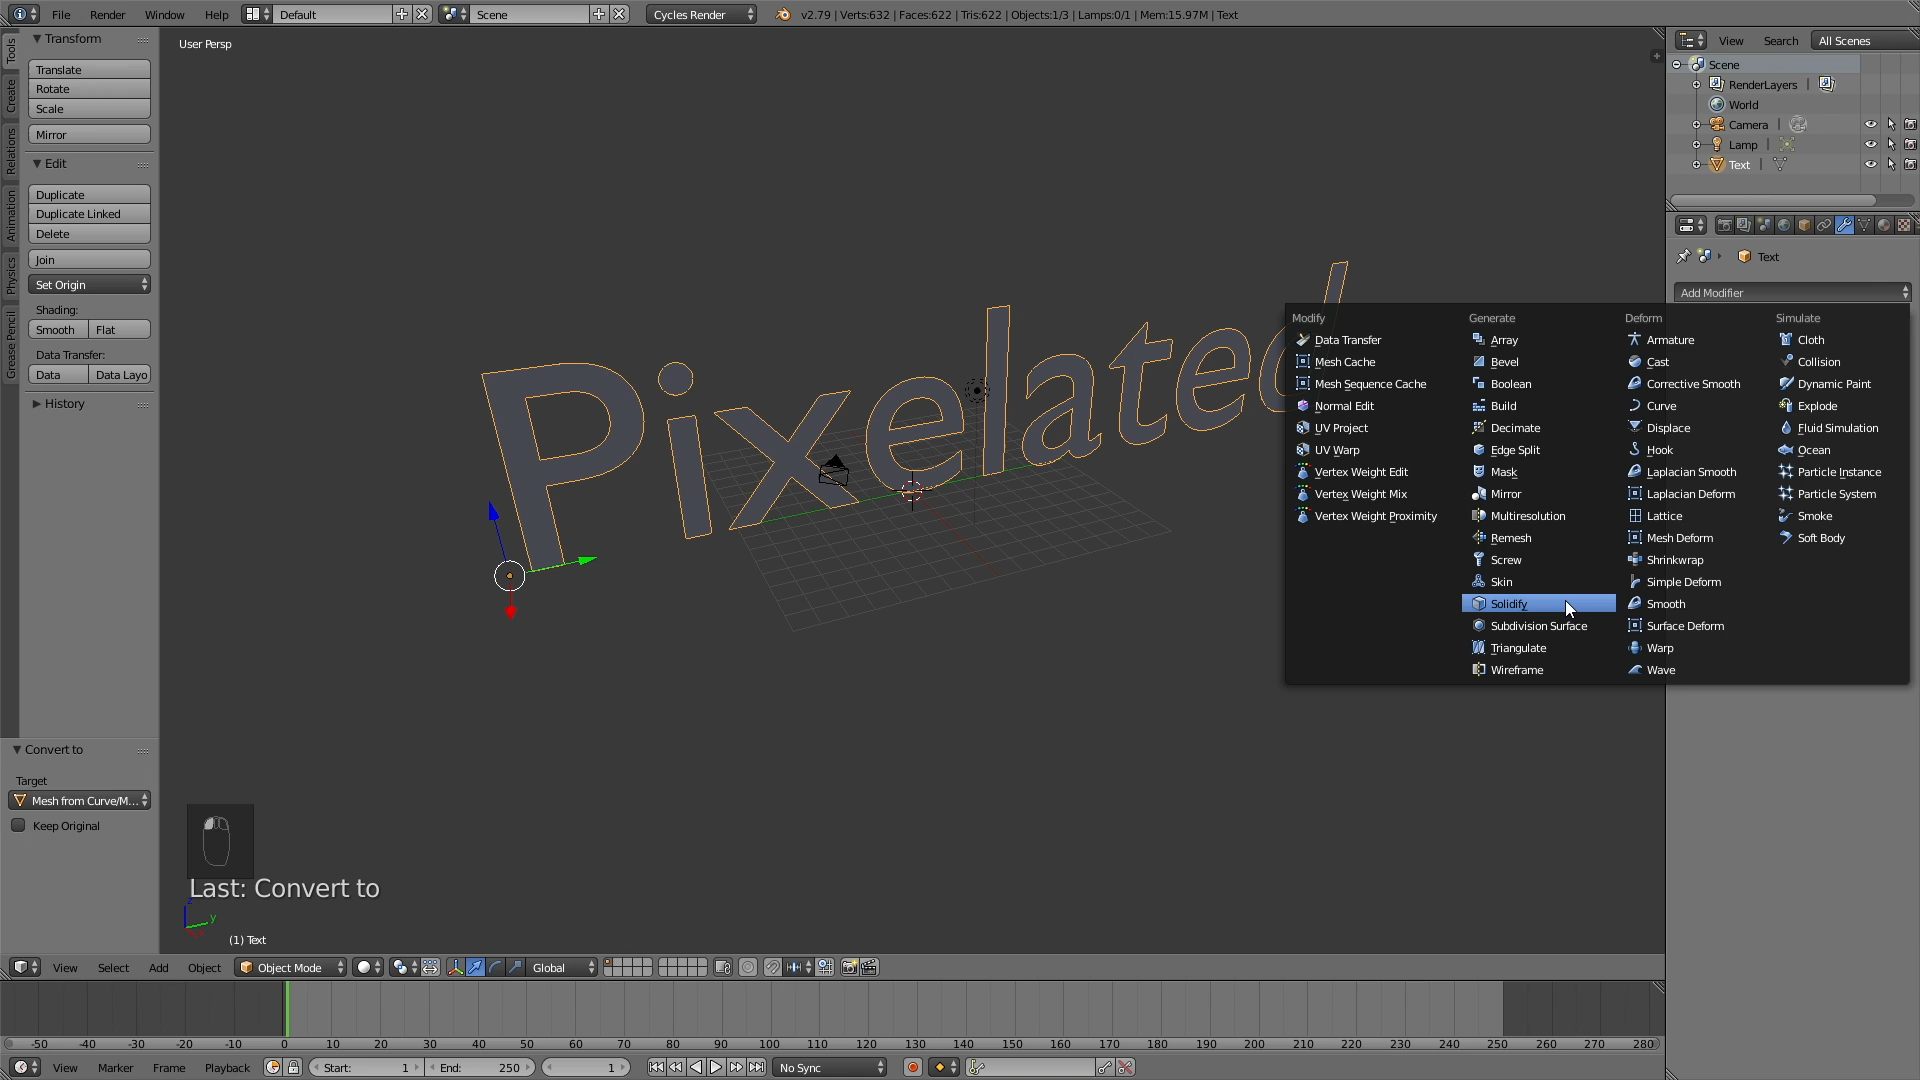 File Render Window Help Default Scene Cycles Render v2.79 | Verts:632 | Faces:622 | Tris:622 | Objects:1/3 | Lamps:0/1 | Mem:15.97M | Text
Tools
Create
Relations
Animation
Physics
Grease Pencil
Transform
Translate
Rotate
Scale
Mirror
Edit
Duplicate
Duplicate Linked
Delete
Join
Set Origin
Shading:
Smooth Flat
Data Transfer:
Data Data Layo
History
Convert to
Target
Mesh from Curve/M...
Keep Original
User Persp
Pixelated
Last: Convert to
z
y
(1) Text
View Search All Scenes
Scene
RenderLayers |
World
Camera |
Lamp |
Text |
Text
Add Modifier
Modify
Data Transfer
Mesh Cache
Mesh Sequence Cache
Normal Edit
UV Project
UV Warp
Vertex Weight Edit
Vertex Weight Mix
Vertex Weight Proximity
Generate
Array
Bevel
Boolean
Build
Decimate
Edge Split
Mask
Mirror
Multiresolution
Remesh
Screw
Skin
Solidify
Subdivision Surface
Triangulate
Wireframe
Deform
Armature
Cast
Corrective Smooth
Curve
Displace
Hook
Laplacian Smooth
Laplacian Deform
Lattice
Mesh Deform
Shrinkwrap
Simple Deform
Smooth
Surface Deform
Warp
Wave
Simulate
Cloth
Collision
Dynamic Paint
Explode
Fluid Simulation
Ocean
Particle Instance
Particle System
Smoke
Soft Body
View Select Add Object Object Mode Global
-50 -40 -30 -20 -10 0 10 20 30 40 50 60 70 80 90 100 110 120 130 140 150 160 170 180 190 200 210 220 230 240 250 260 270 280
View Marker Frame Playback Start: 1 End: 250 1 No Sync